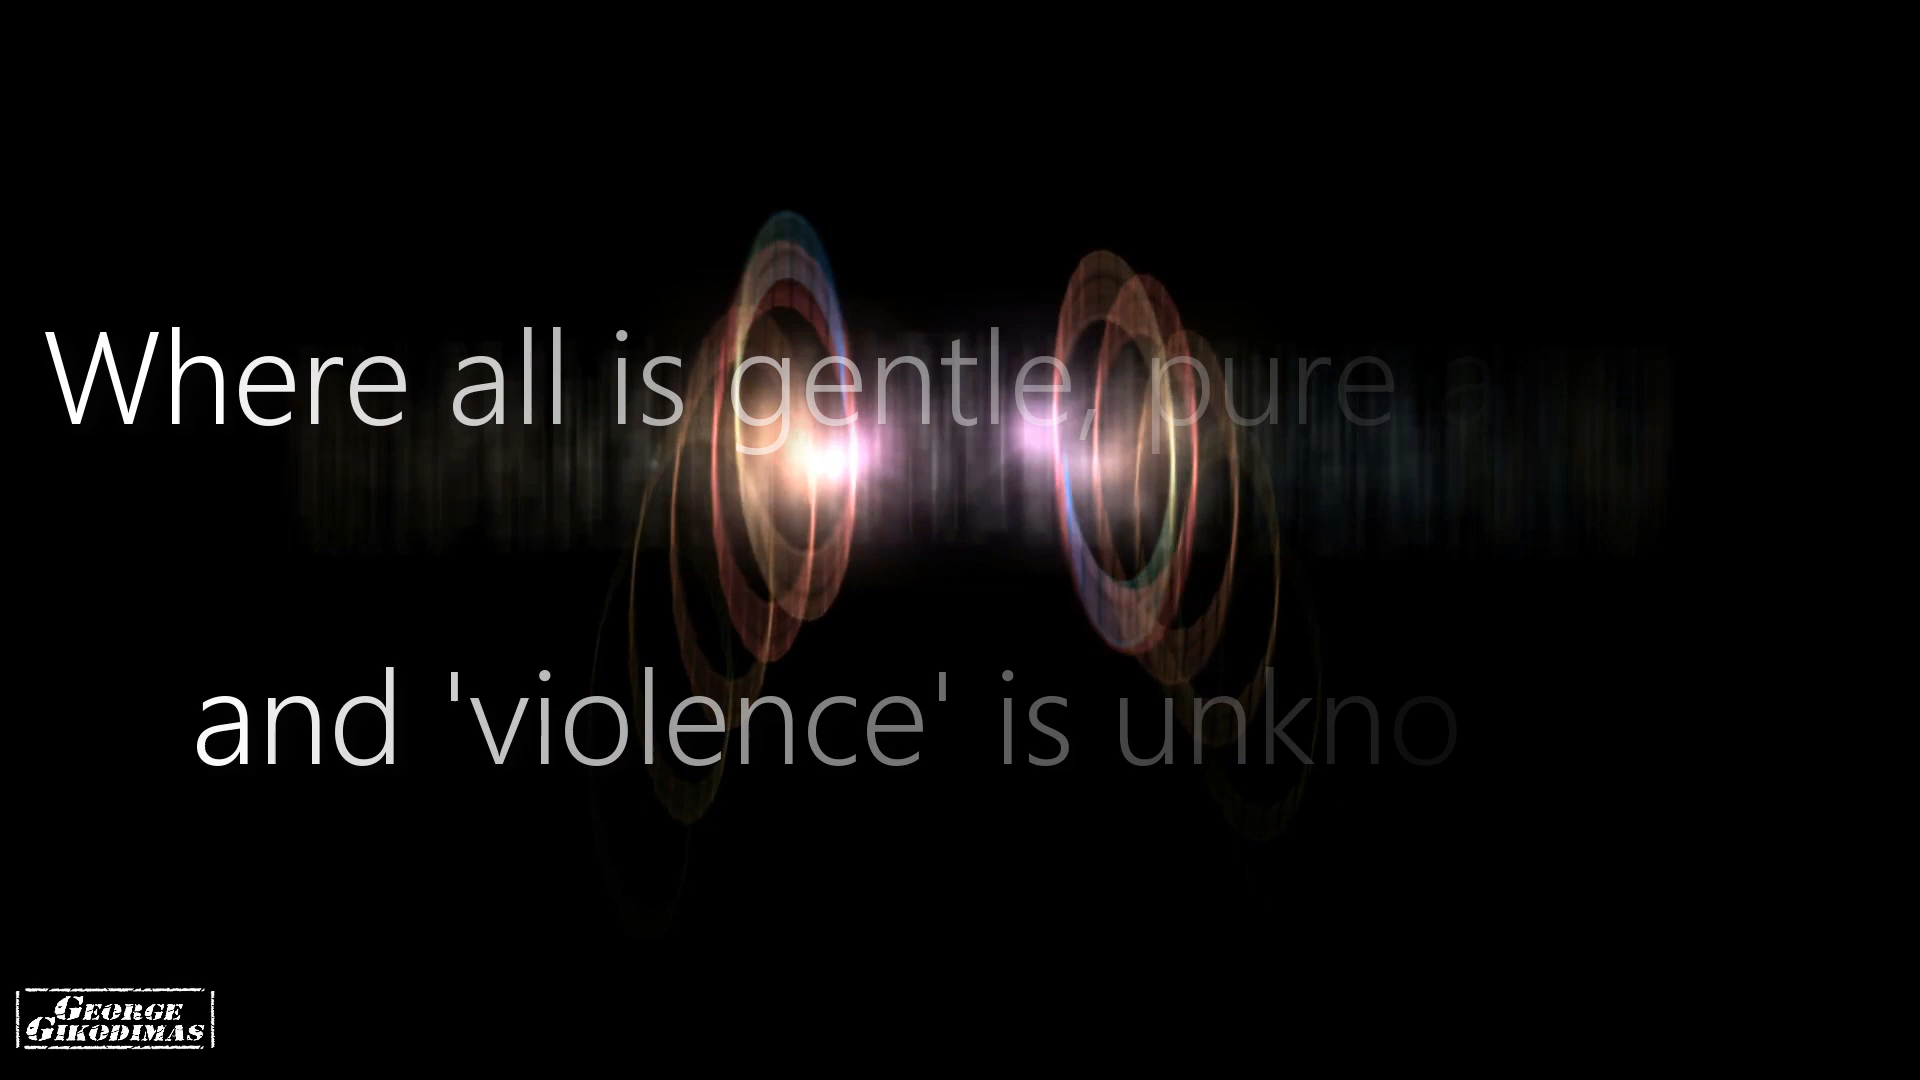 Where all is gentle, pure a
and 'violence' is unkno
GEORGE
GIKODIMAS